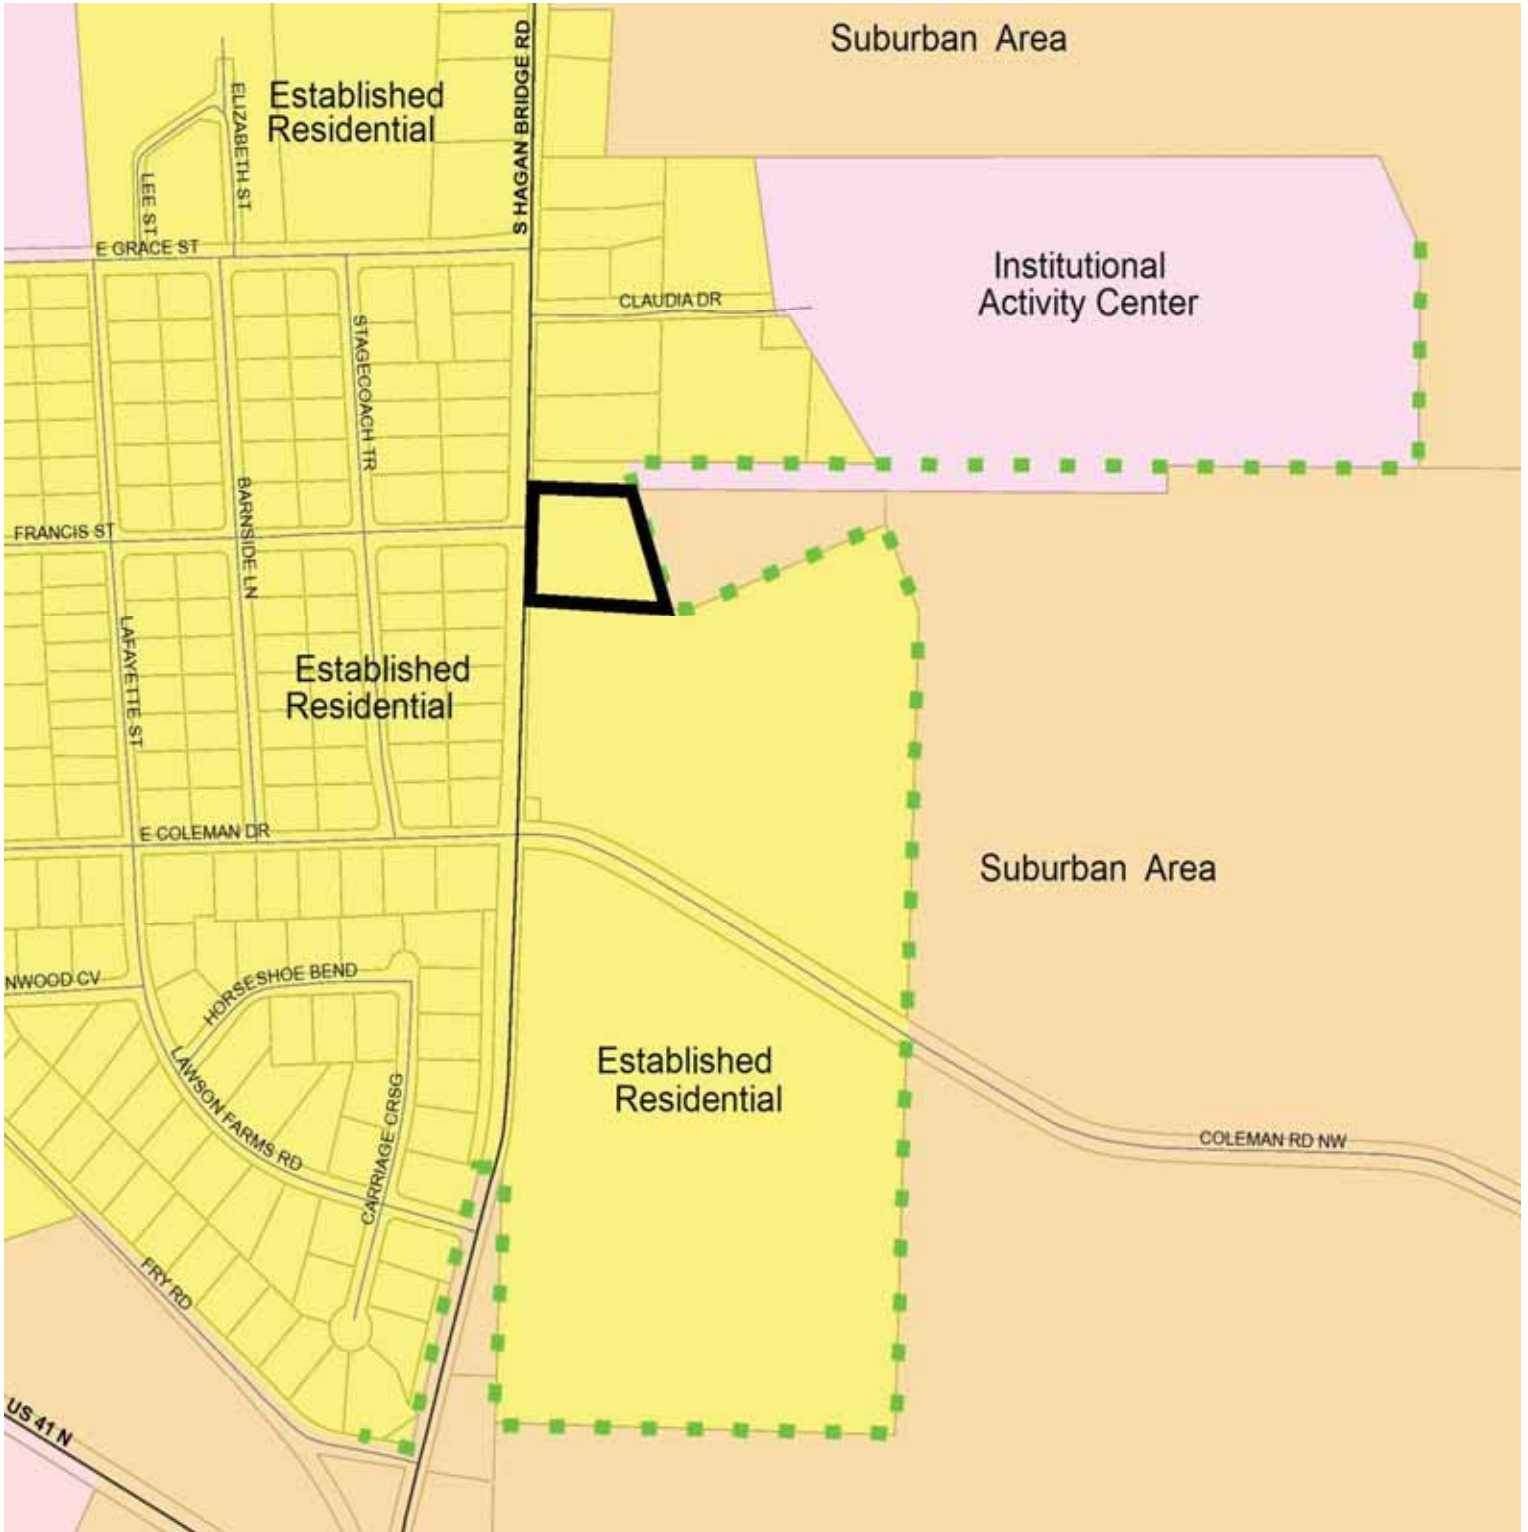 Suburban Area
S HAGAN BRIDGE RD
Established
Residential
ELIZABETH ST
LEE ST
E GRACE ST
Institutional
Activity Center
CLAUDIA DR
STAGECOACH TR
BARNSIDE LN
FRANCIS ST
LAFAYETTE ST
Established
Residential
E COLEMAN DR
Suburban Area
NWOOD CV
HORSESHOE BEND
LAWSON FARMS RD
CARRIAGE CRSG
Established
Residential
COLEMAN RD NW
FRY RD
US 41 N